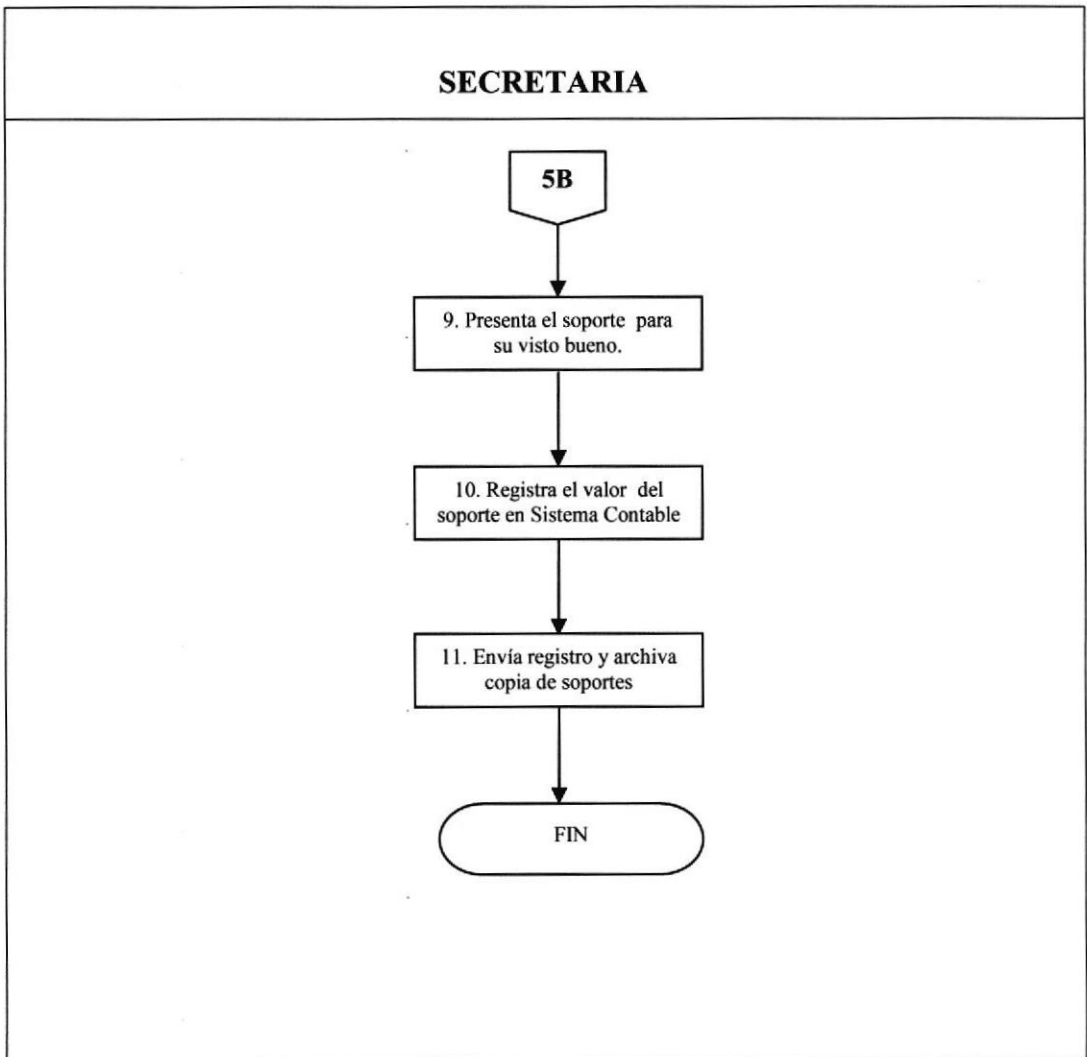 SECRETARIA
5B
9. Presenta el soporte para
su visto bueno.
10. Registra el valor del
soporte en Sistema Contable
11. Envía registro y archiva
copia de soportes
FIN